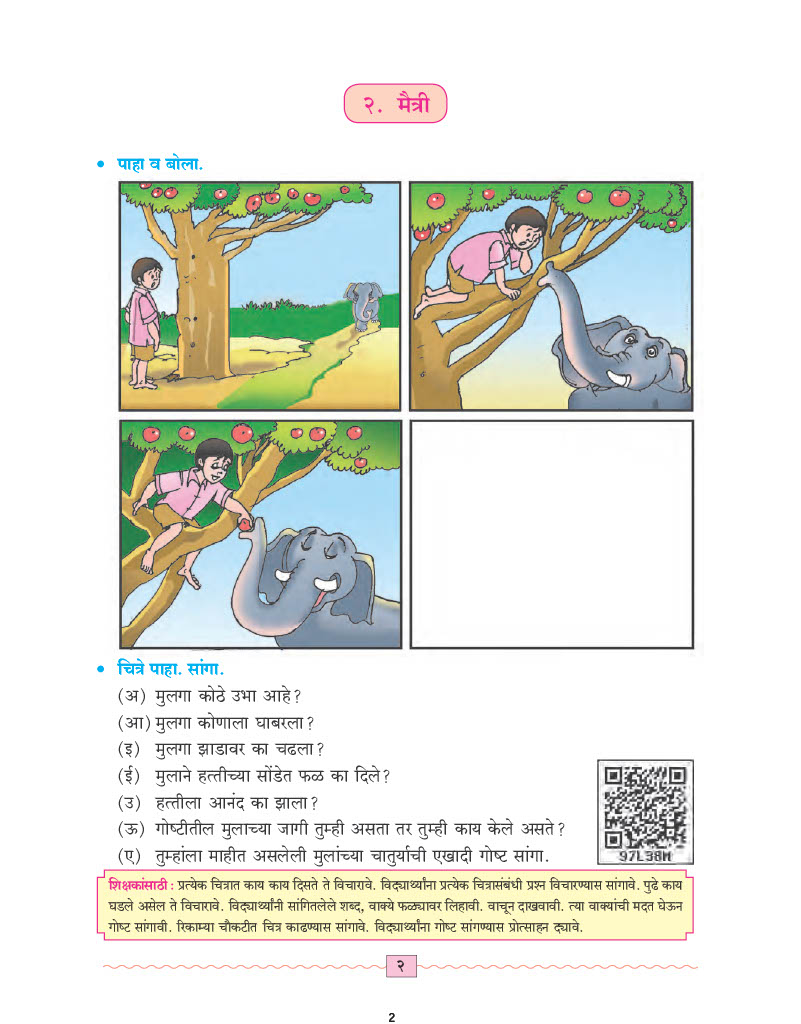 २. मैत्री
• पाहा व बोला.
• चित्रे पाहा. सांगा.
(अ) मुलगा कोठे उभा आहे?
(आ) मुलगा कोणाला घाबरला?
(इ) मुलगा झाडावर का चढला?
(ई) मुलाने हत्तीच्या सोंडेत फळ का दिले?
(उ) हत्तीला आनंद का झाला?
(ऊ) गोष्टीतील मुलाच्या जागी तुम्ही असता तर तुम्ही काय केले असते?
(ए) तुम्हांला माहीत असलेली मुलांच्या चातुर्याची एखादी गोष्ट सांगा.
97L38M
शिक्षकांसाठी : प्रत्येक चित्रात काय काय दिसते ते विचारावे. विद्यार्थ्यांना प्रत्येक चित्रासंबंधी प्रश्न विचारण्यास सांगावे. पुढे काय
घडले असेल ते विचारावे. विद्यार्थ्यांनी सांगितलेले शब्द, वाक्ये फळ्यावर लिहावी. वाचून दाखवावी. त्या वाक्यांची मदत घेऊन
गोष्ट सांगावी. रिकाम्या चौकटीत चित्र काढण्यास सांगावे. विद्यार्थ्यांना गोष्ट सांगण्यास प्रोत्साहन द्यावे.
२
2